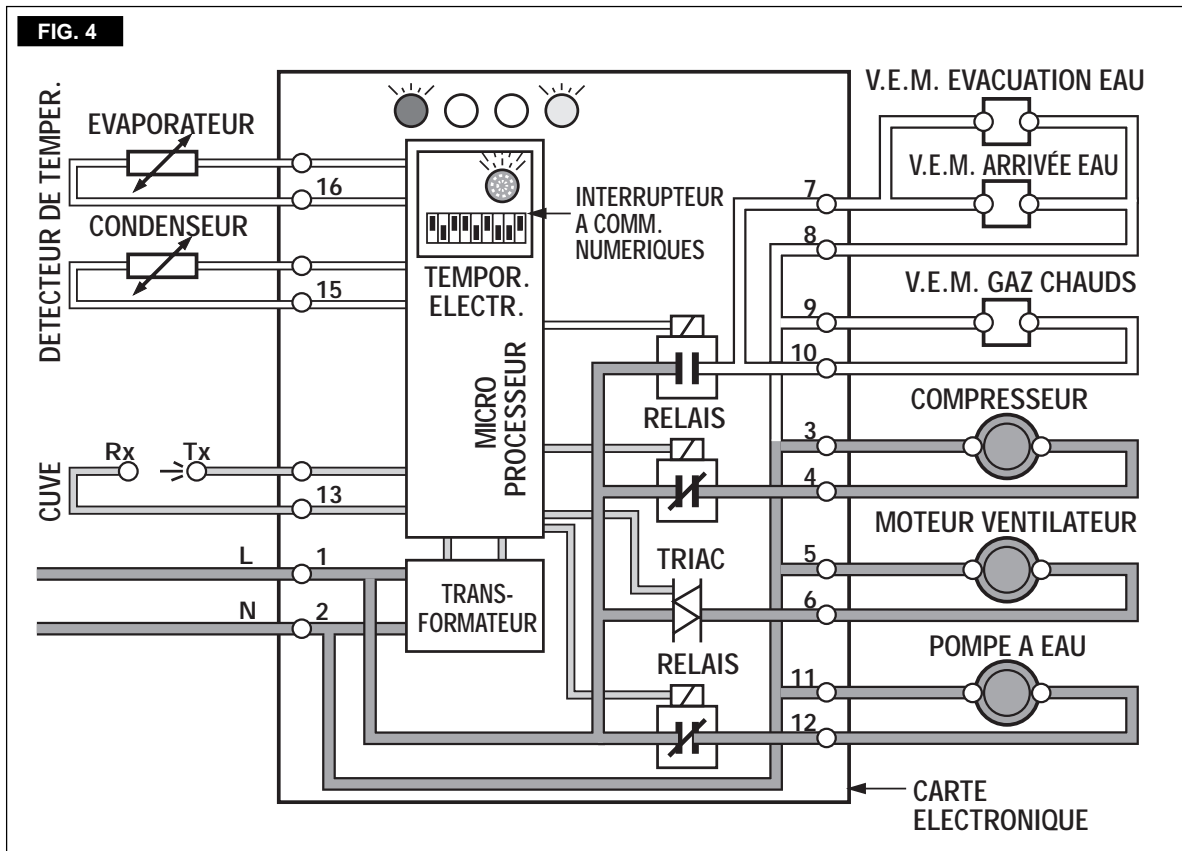 FIG. 4
DETECTEUR DE TEMPER.
EVAPORATEUR
16
CONDENSEUR
15
CUVE
Rx
Tx
13
L
1
N
2
INTERRUPTEUR
A COMM.
NUMERIQUES
TEMPOR.
ELECTR.
MICRO
PROCESSEUR
TRANS-
FORMATEUR
RELAIS
TRIAC
RELAIS
V.E.M. EVACUATION EAU
V.E.M. ARRIVÉE EAU
7
8
V.E.M. GAZ CHAUDS
9
10
COMPRESSEUR
3
4
MOTEUR VENTILATEUR
5
6
POMPE A EAU
11
12
CARTE
ELECTRONIQUE